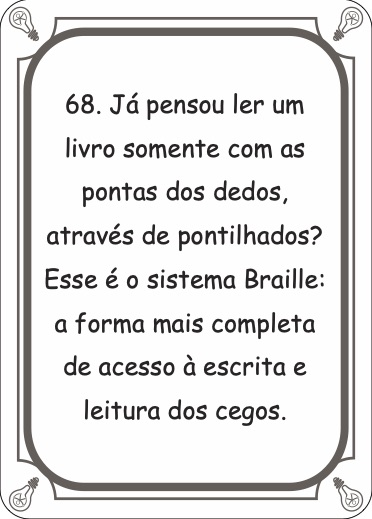 68. Já pensou ler um
livro somente com as
pontas dos dedos,
através de pontilhados?
Esse é o sistema Braille:
a forma mais completa
de acesso à escrita e
leitura dos cegos.